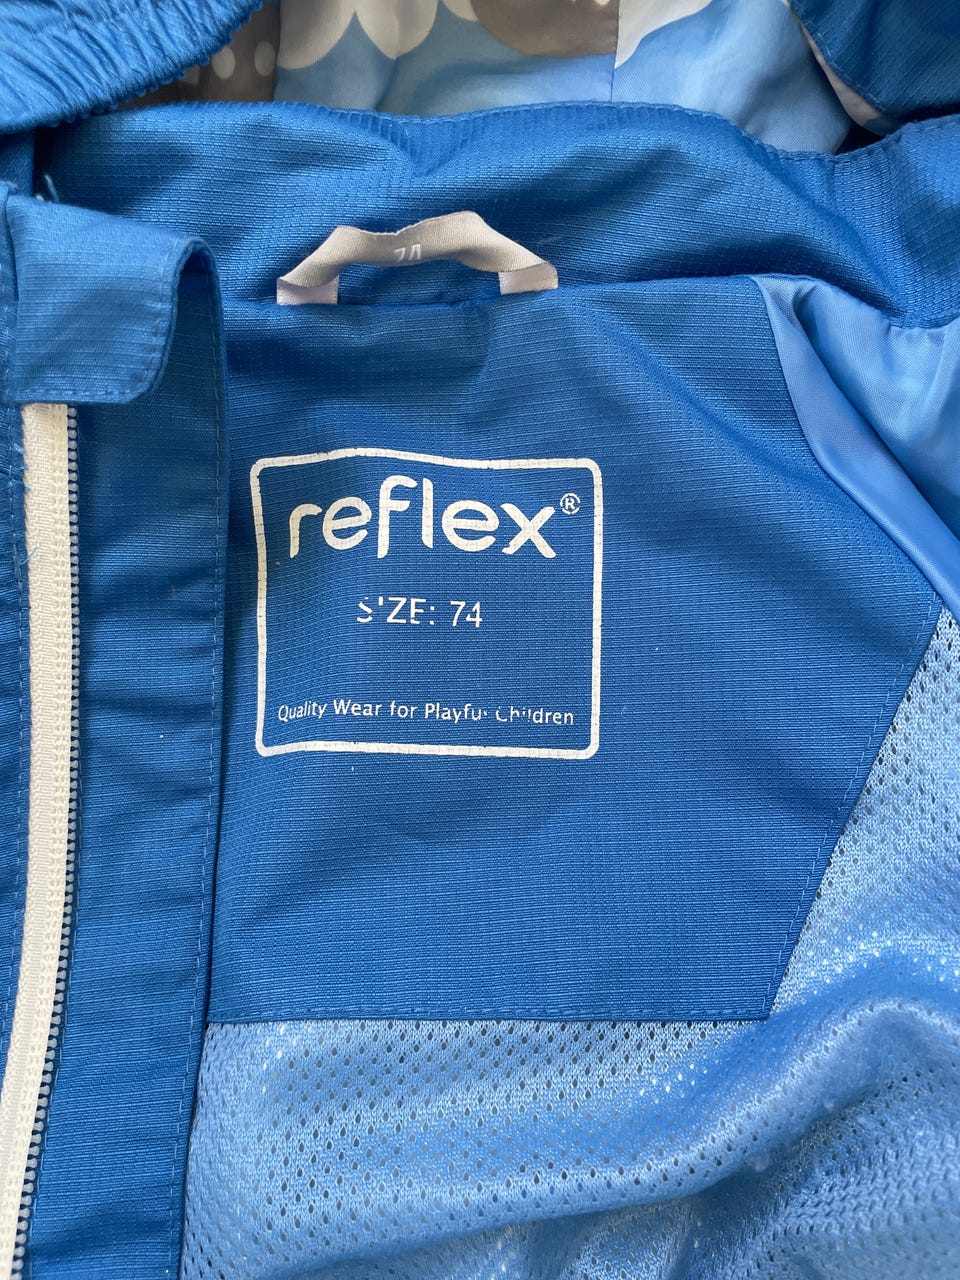 74
reflex®
SIZE: 74
Quality Wear for Playful Children